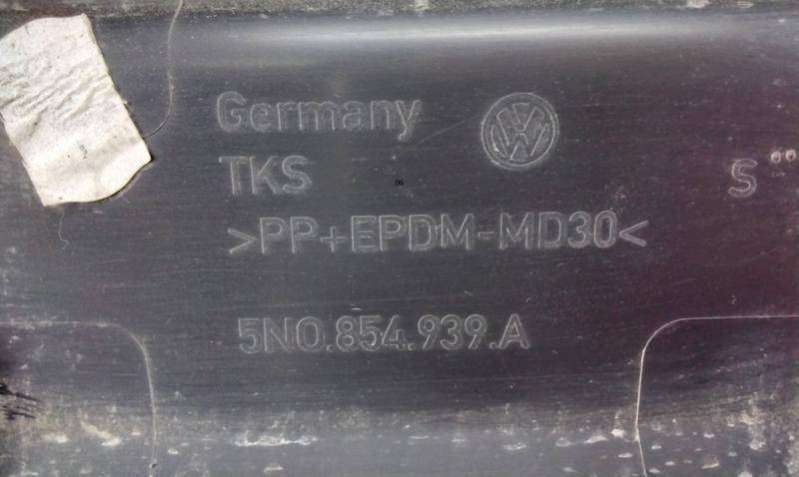 Germany
TKS
>PP+EPDM-MD30<
5N0.854.939.A
S